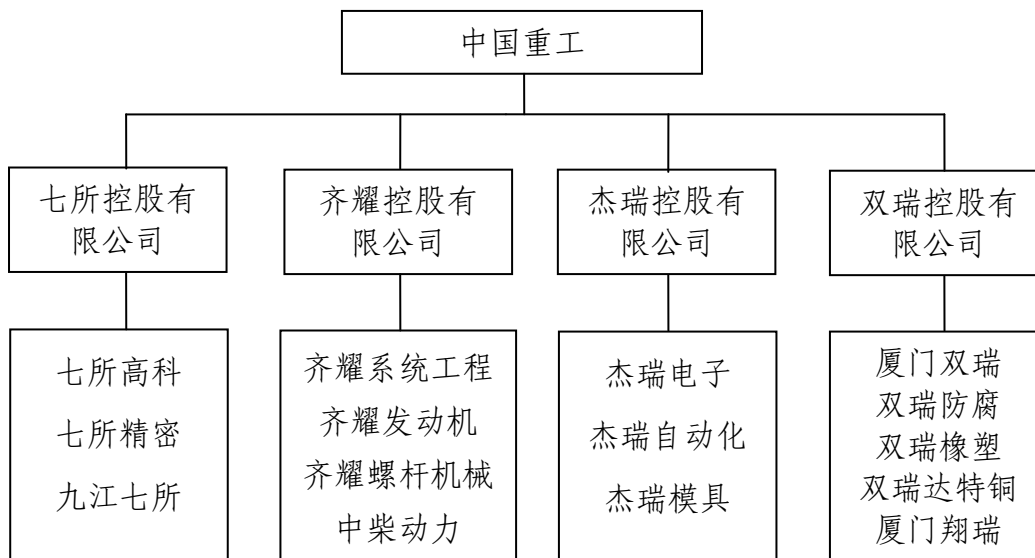 中国重工
七所控股有
限公司
齐耀控股有
限公司
杰瑞控股有
限公司
双瑞控股有
限公司
七所高科
七所精密
九江七所
齐耀系统工程
齐耀发动机
齐耀螺杆机械
中柴动力
杰瑞电子
杰瑞自动化
杰瑞模具
厦门双瑞
双瑞防腐
双瑞橡塑
双瑞达特铜
厦门翔瑞